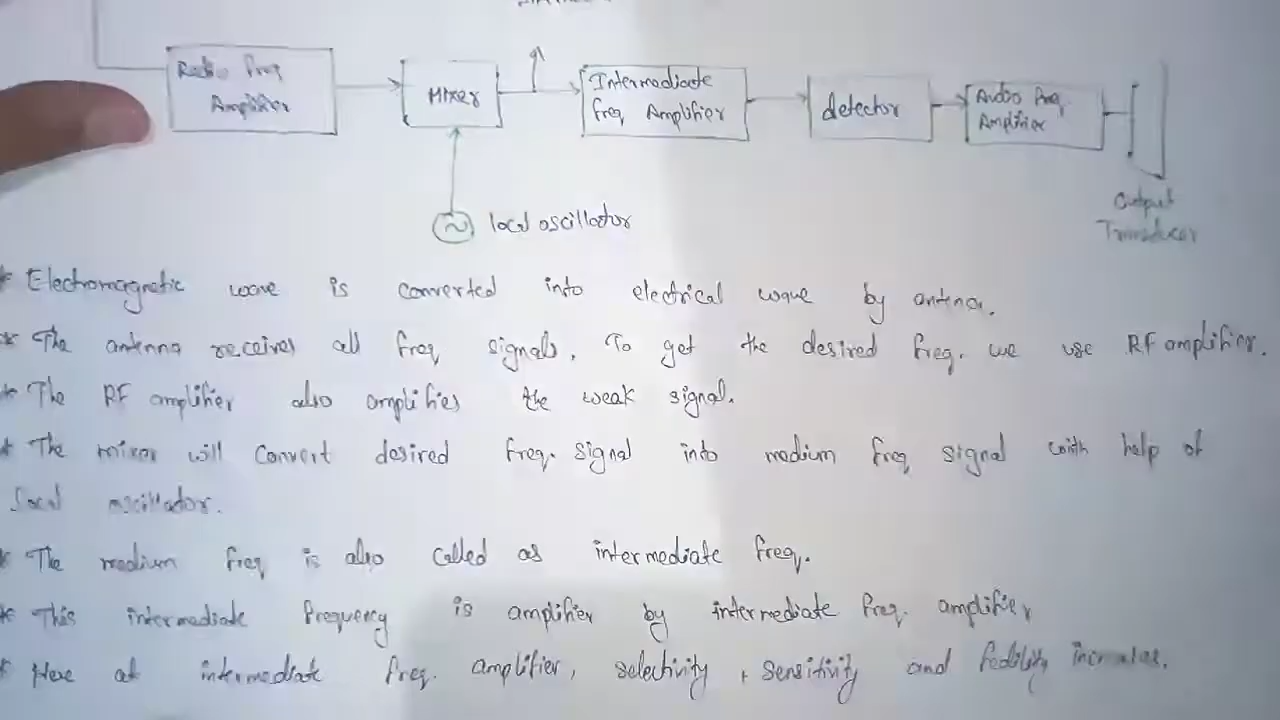 Radio freq Amplifier
Mixer
Intermediate freq Amplifier
detector
Audio freq Amplifier
local oscillator
Output Transducer
* Electromagnetic wave is converted into electrical wave by antena.
* The antenna receives all freq signals. To get the desired freq. we use RF amplifier.
* The RF amplifier also amplifies the weak signal.
* The mixer will convert desired freq. signal into medium freq signal with help of
local oscillator.
* The medium freq is also called as intermediate freq.
* This intermediate frequency is amplifier by intermediate freq. amplifier
* Here at intermediate freq. amplifier, selectivity, sensitivity and fedility increases.